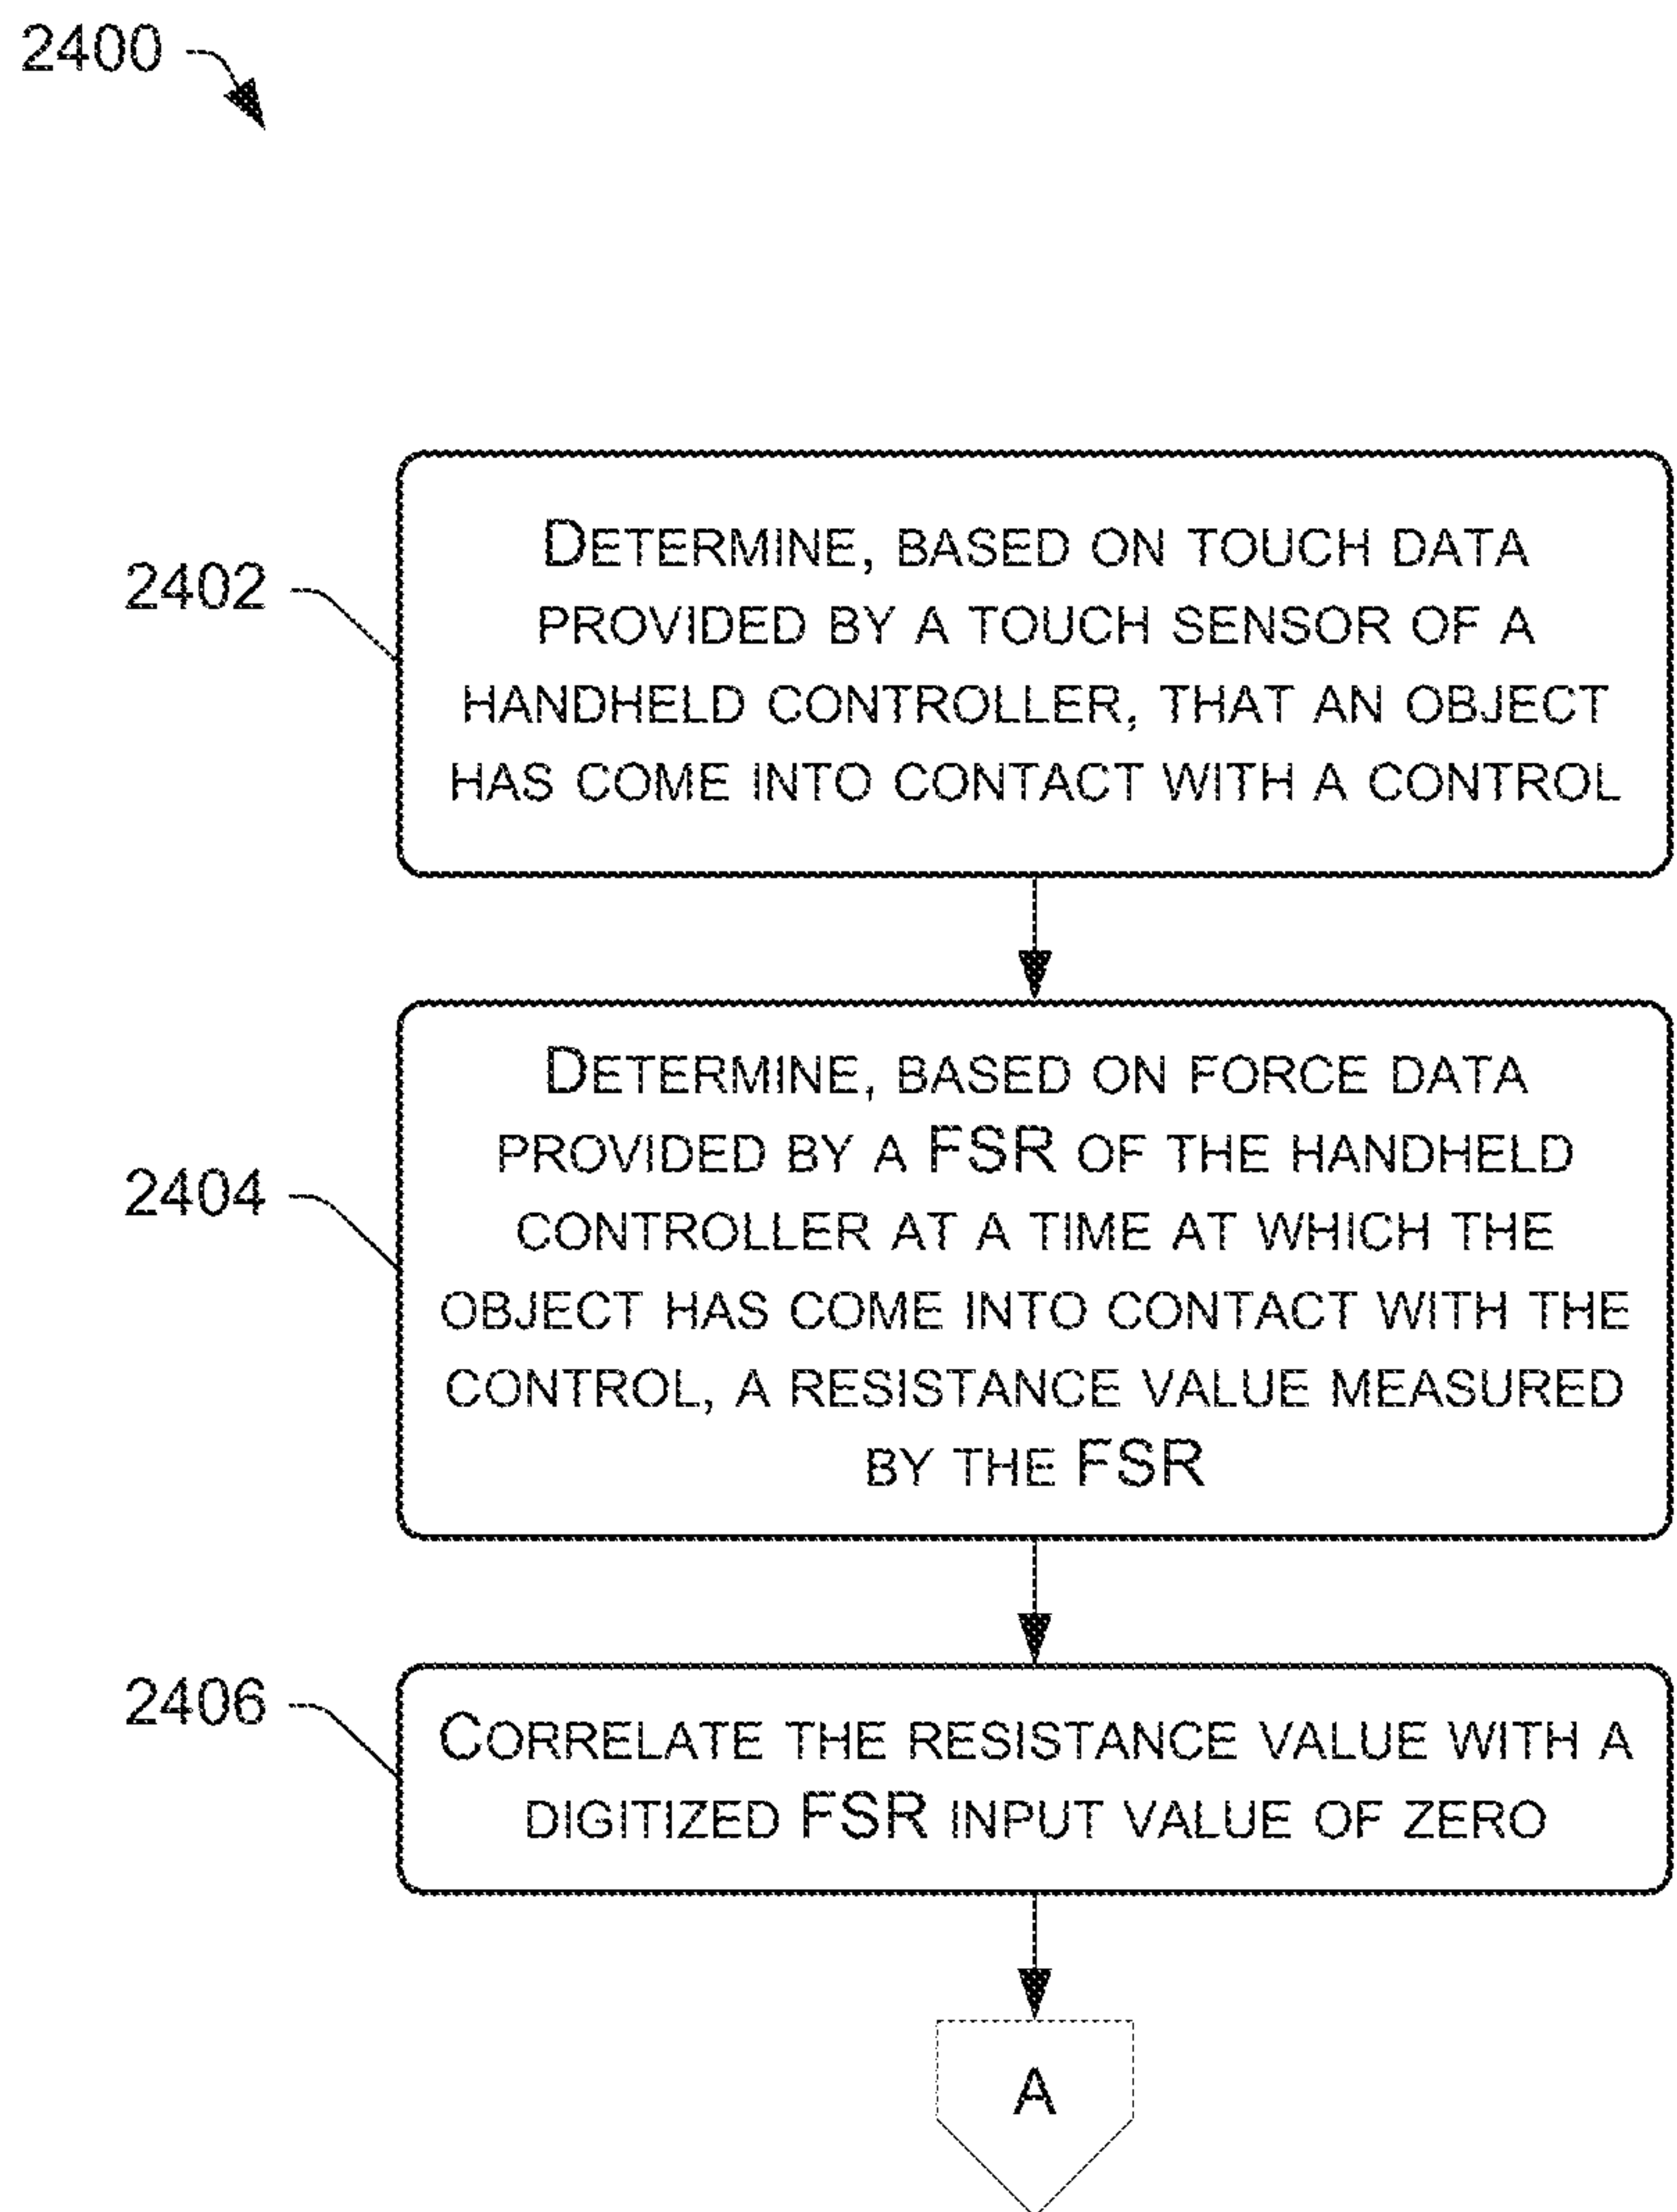 2400
2402
DETERMINE, BASED ON TOUCH DATA
PROVIDED BY A TOUCH SENSOR OF A
HANDHELD CONTROLLER, THAT AN OBJECT
HAS COME INTO CONTACT WITH A CONTROL
2404
DETERMINE, BASED ON FORCE DATA
PROVIDED BY A FSR OF THE HANDHELD
CONTROLLER AT A TIME AT WHICH THE
OBJECT HAS COME INTO CONTACT WITH THE
CONTROL, A RESISTANCE VALUE MEASURED
BY THE FSR
2406
CORRELATE THE RESISTANCE VALUE WITH A
DIGITIZED FSR INPUT VALUE OF ZERO
A